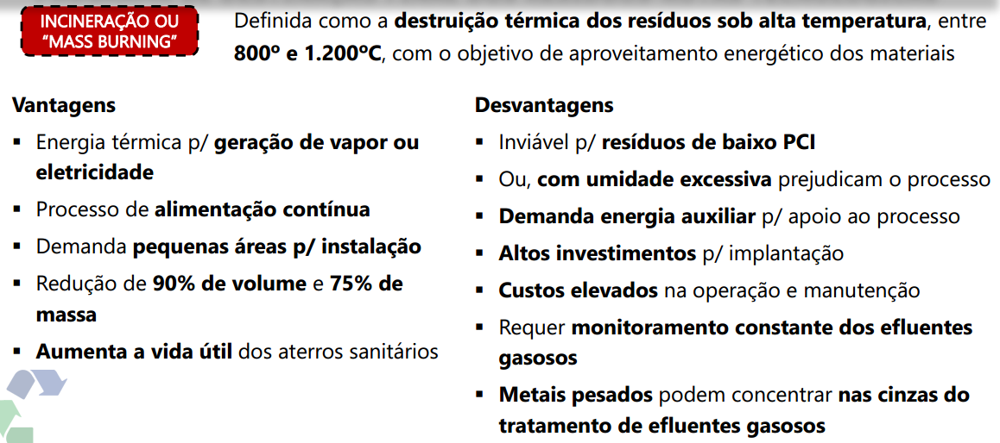 INCINERAÇÃO OU
“MASS BURNING”
Definida como a destruição térmica dos resíduos sob alta temperatura, entre
800º e 1.200ºC, com o objetivo de aproveitamento energético dos materiais
Vantagens
▪ Energia térmica p/ geração de vapor ou
eletricidade
▪ Processo de alimentação contínua
▪ Demanda pequenas áreas p/ instalação
▪ Redução de 90% de volume e 75% de
massa
▪ Aumenta a vida útil dos aterros sanitários
Desvantagens
▪ Inviável p/ resíduos de baixo PCI
▪ Ou, com umidade excessiva prejudicam o processo
▪ Demanda energia auxiliar p/ apoio ao processo
▪ Altos investimentos p/ implantação
▪ Custos elevados na operação e manutenção
▪ Requer monitoramento constante dos efluentes
gasosos
▪ Metais pesados podem concentrar nas cinzas do
tratamento de efluentes gasosos